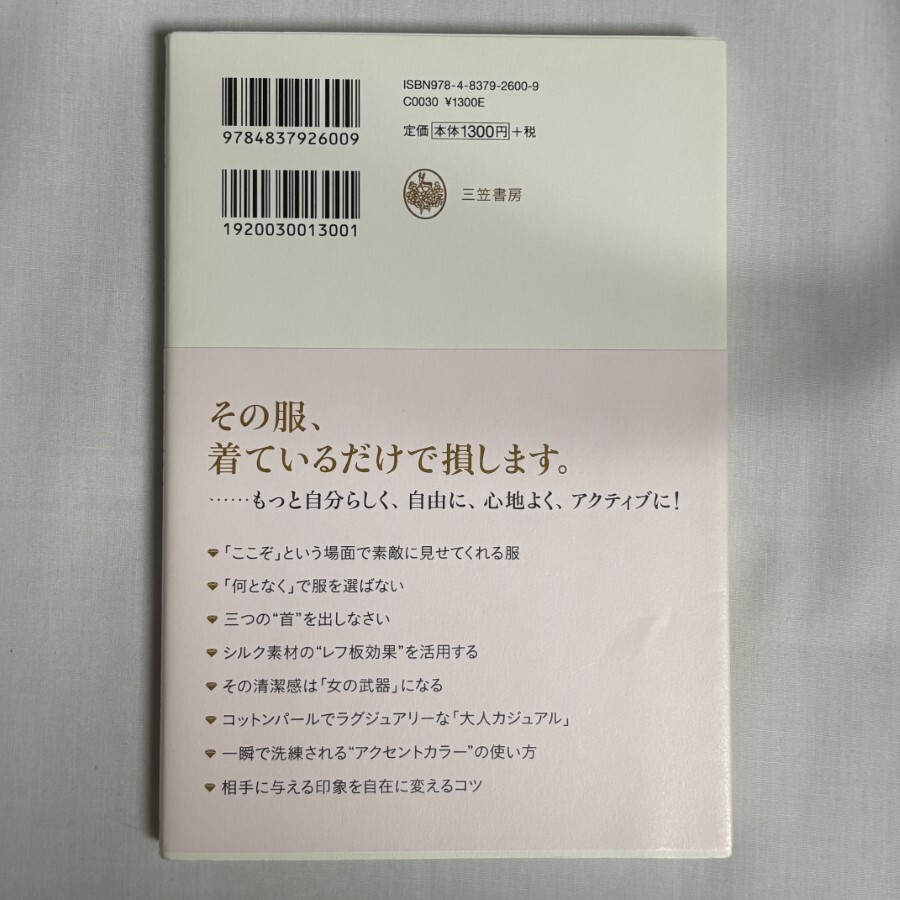 ISBN978-4-8379-2600-9
C0030 ¥1300E
定価 本体1300円+税
9784837926009
三笠書房
1920030013001
その服、
着ているだけで損します。
……もっと自分らしく、自由に、心地よく、アクティブに!
「ここぞ」という場面で素敵に見せてくれる服
「何となく」で服を選ばない
三つの“首”を出しなさい
シルク素材の“レフ板効果”を活用する
その清潔感は「女の武器」になる
コットンパールでラグジュアリーな「大人カジュアル」
一瞬で洗練される“アクセントカラー”の使い方
相手に与える印象を自在に変えるコツ